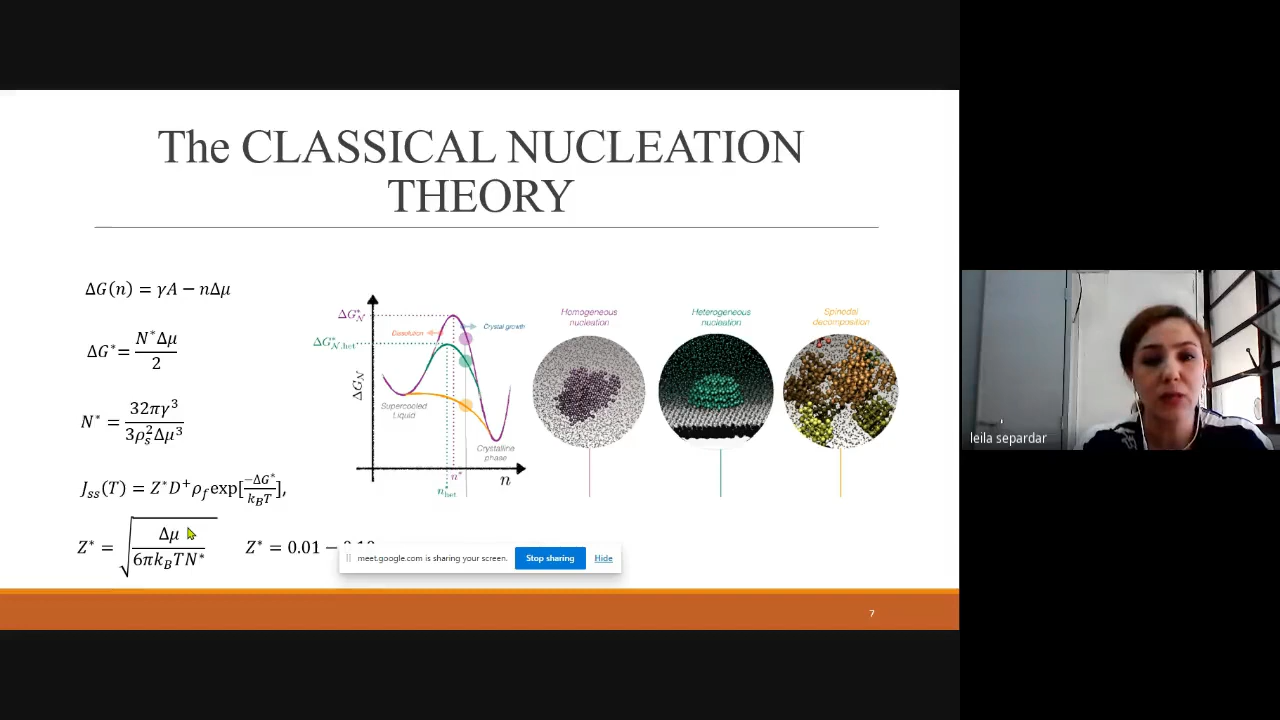 The CLASSICAL NUCLEATION
THEORY
ΔG(n) = γA − nΔμ
ΔG*= N*Δμ / 2
N* = 32πγ³ / 3ρₛ²Δμ³
Jₛₛ(T) = Z*D⁺ρ_f exp[−ΔG* / k_BT],
Z* = √(Δμ / 6πk_BTN*)
Z* = 0.01 −
ΔG*_N
ΔG*_N,het
ΔG_N
Dissolution
Crystal growth
Supercooled
Liquid
Crystalline
phase
n*
n*_het
n
Homogeneous
nucleation
Heterogeneous
nucleation
Spinodal
decomposition
meet.google.com is sharing your screen.
Stop sharing
Hide
7
leila separdar